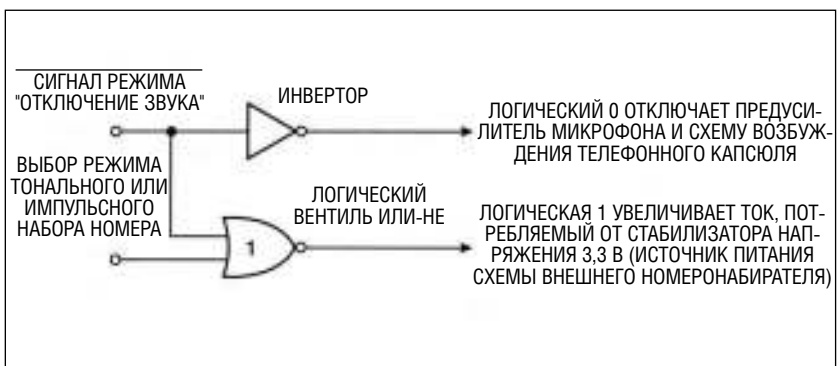 СИГНАЛ РЕЖИМА
"ОТКЛЮЧЕНИЕ ЗВУКА"
ИНВЕРТОР
ЛОГИЧЕСКИЙ 0 ОТКЛЮЧАЕТ ПРЕДУСИ-
ЛИТЕЛЬ МИКРОФОНА И СХЕМУ ВОЗБУЖ-
ДЕНИЯ ТЕЛЕФОННОГО КАПСЮЛЯ
ВЫБОР РЕЖИМА
ТОНАЛЬНОГО ИЛИ
ИМПУЛЬСНОГО
НАБОРА НОМЕРА
ЛОГИЧЕСКИЙ
ВЕНТИЛЬ ИЛИ-НЕ
1
ЛОГИЧЕСКАЯ 1 УВЕЛИЧИВАЕТ ТОК, ПОТ-
РЕБЛЯЕМЫЙ ОТ СТАБИЛИЗАТОРА НАП-
РЯЖЕНИЯ 3,3 В (ИСТОЧНИК ПИТАНИЯ
СХЕМЫ ВНЕШНЕГО НОМЕРОНАБИРАТЕЛЯ)